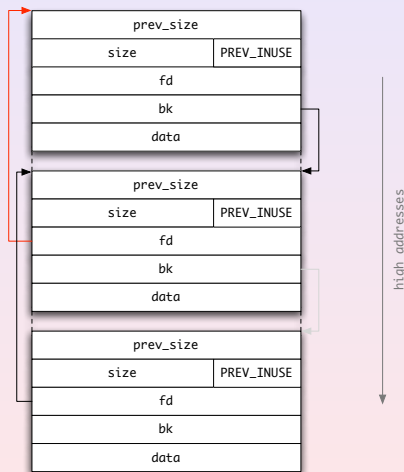 prev_size
size PREV_INUSE
fd
bk
data
prev_size
size PREV_INUSE
fd
bk
data
prev_size
size PREV_INUSE
fd
bk
data
high addresses